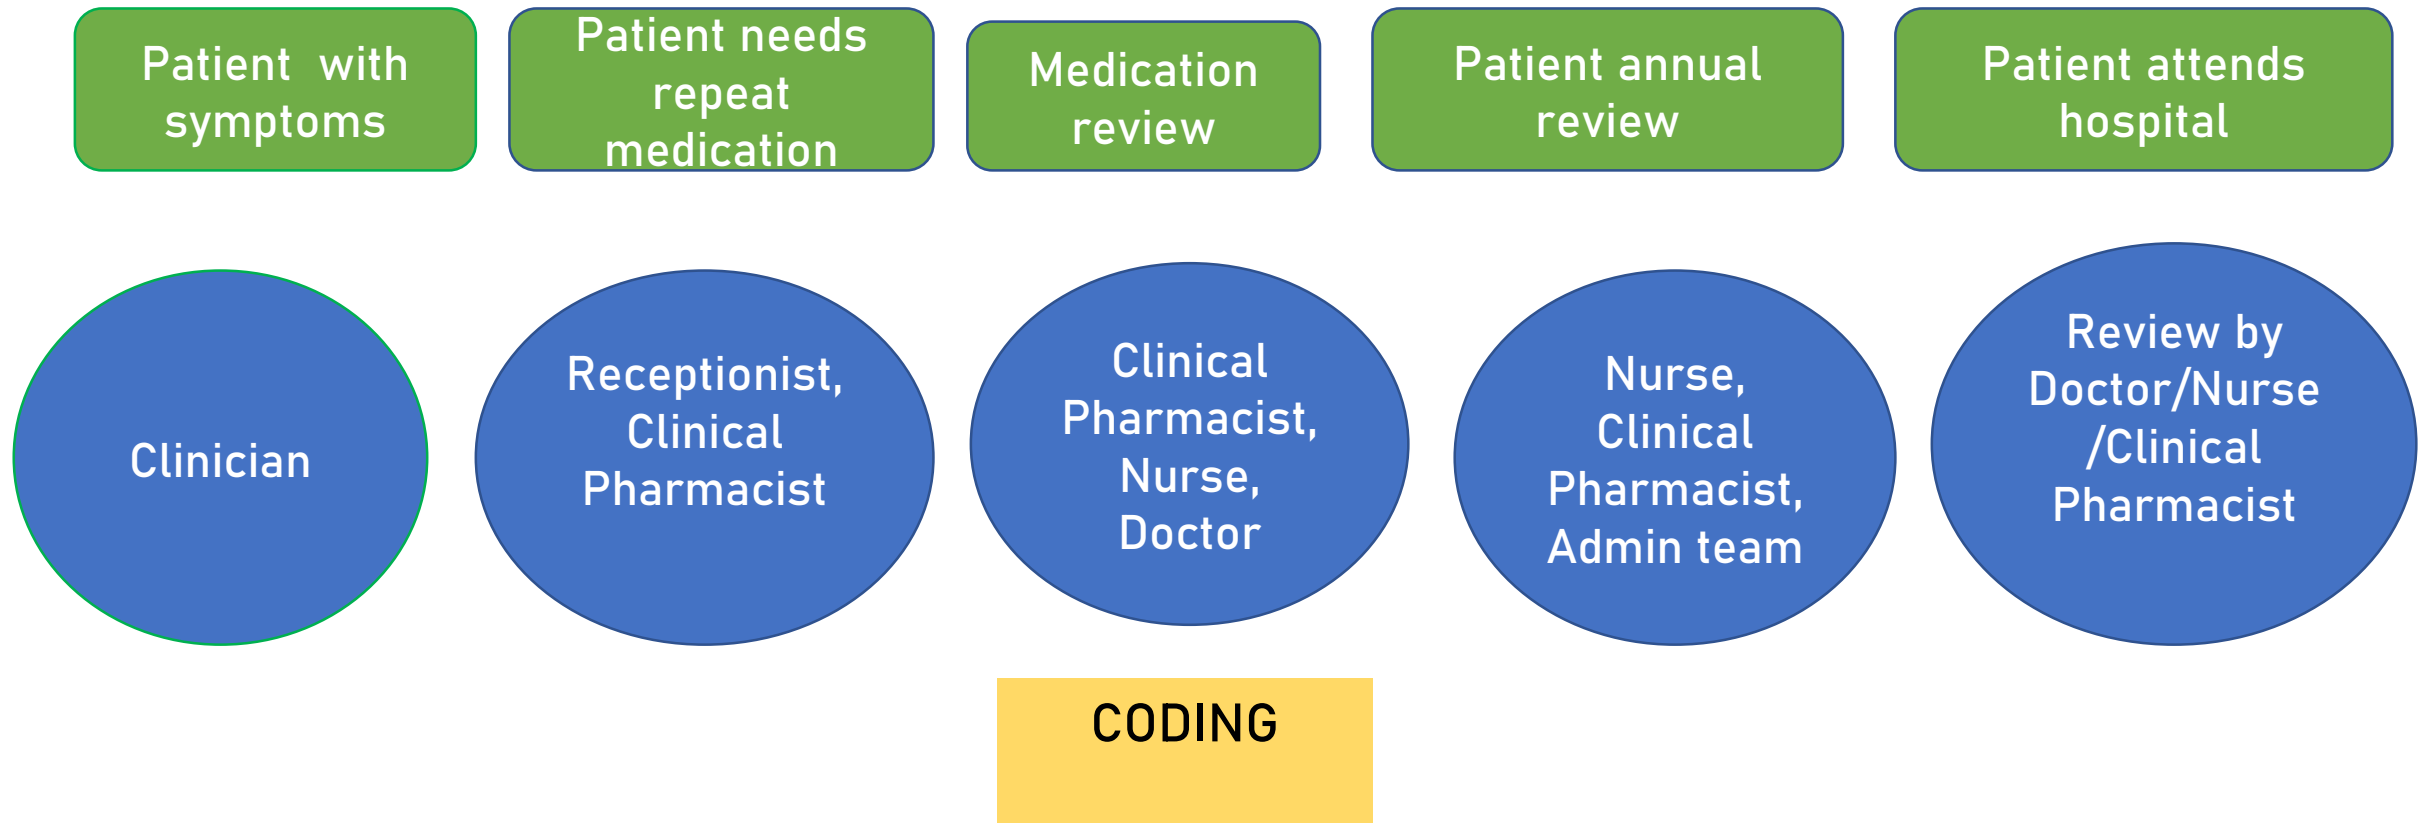 Patient  with
symptoms
Patient needs
repeat
medication
Medication
review
Patient annual
review
Patient attends
hospital
Clinician
Receptionist,
Clinical
Pharmacist
Clinical
Pharmacist,
Nurse,
Doctor
Nurse,
Clinical
Pharmacist,
Admin team
Review by
Doctor/Nurse
/Clinical
Pharmacist
CODING